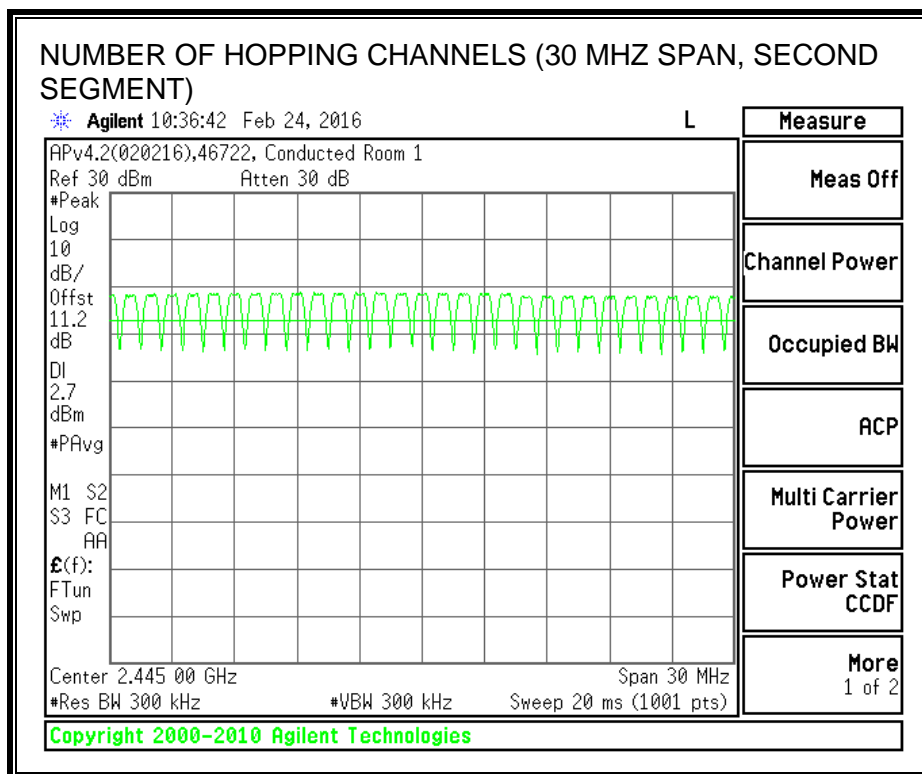 NUMBER OF HOPPING CHANNELS (30 MHZ SPAN, SECOND
SEGMENT)
Agilent 10:36:42 Feb 24, 2016 L
Measure
APv4.2(020216),46722, Conducted Room 1
Ref 30 dBm Atten 30 dB
#Peak
Log
10
dB/
Offst
11.2
dB
DI
2.7
dBm
#PAvg
M1 S2
S3 FC
AA
£(f):
FTun
Swp
Center 2.445 00 GHz Span 30 MHz
#Res BW 300 kHz #VBW 300 kHz Sweep 20 ms (1001 pts)
Copyright 2000-2010 Agilent Technologies
Meas Off
Channel Power
Occupied BW
ACP
Multi Carrier
Power
Power Stat
CCDF
More
1 of 2